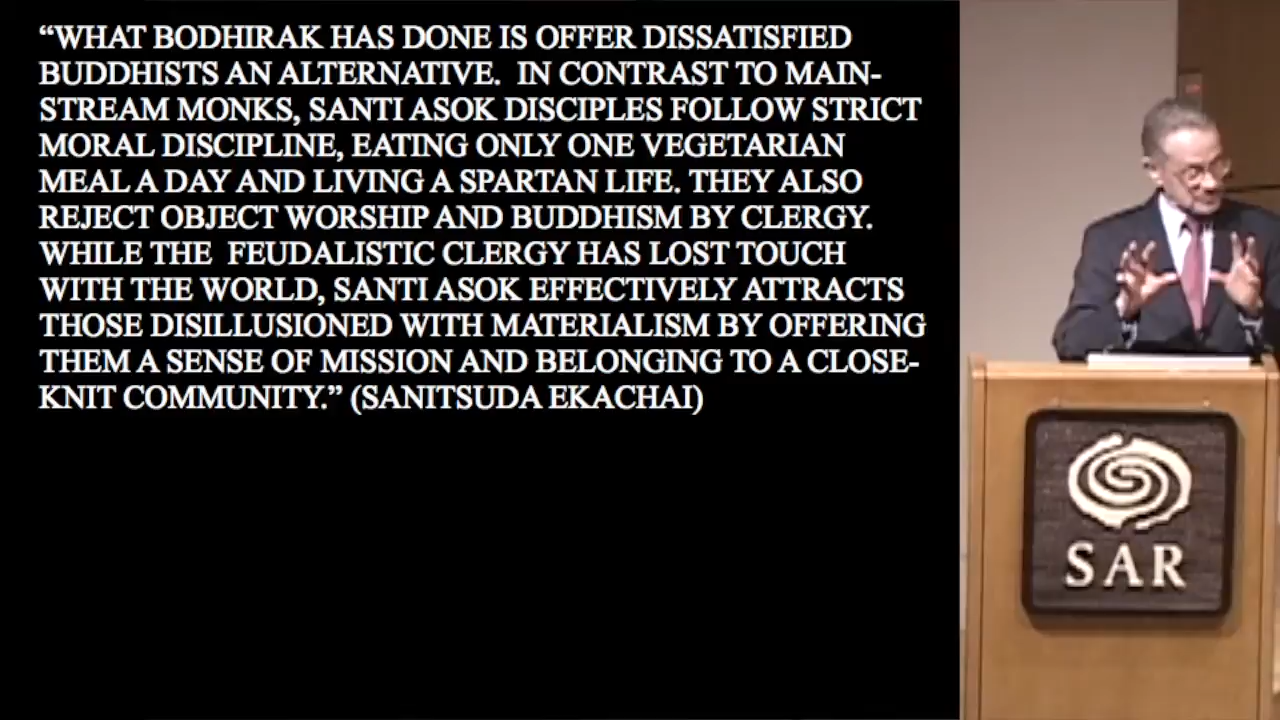 “WHAT BODHIRAK HAS DONE IS OFFER DISSATISFIED
BUDDHISTS AN ALTERNATIVE.  IN CONTRAST TO MAIN-
STREAM MONKS, SANTI ASOK DISCIPLES FOLLOW STRICT
MORAL DISCIPLINE, EATING ONLY ONE VEGETARIAN
MEAL A DAY AND LIVING A SPARTAN LIFE. THEY ALSO
REJECT OBJECT WORSHIP AND BUDDHISM BY CLERGY.
WHILE THE  FEUDALISTIC CLERGY HAS LOST TOUCH
WITH THE WORLD, SANTI ASOK EFFECTIVELY ATTRACTS
THOSE DISILLUSIONED WITH MATERIALISM BY OFFERING
THEM A SENSE OF MISSION AND BELONGING TO A CLOSE-
KNIT COMMUNITY.” (SANITSUDA EKACHAI)
SAR